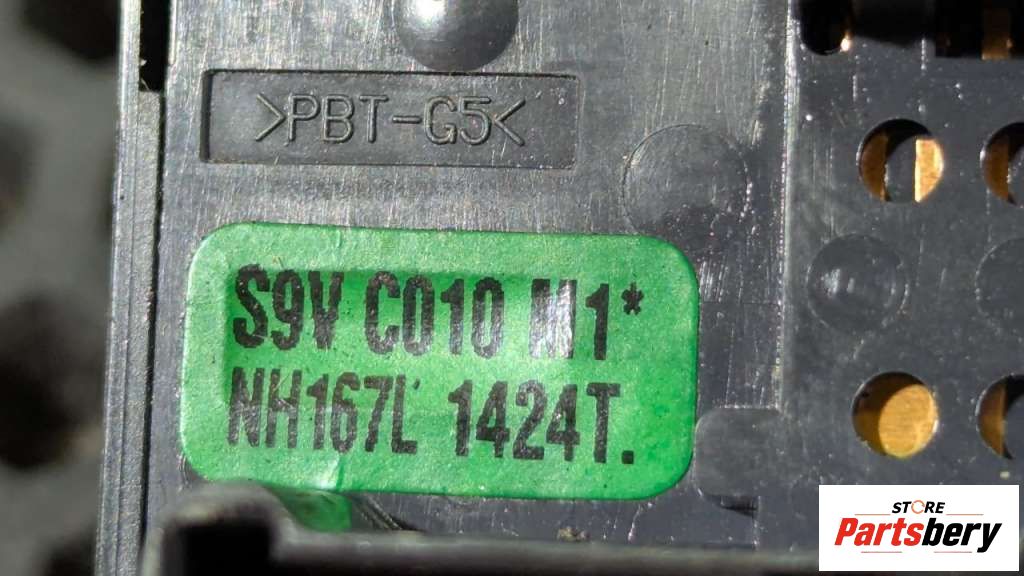 >PBT-G5<
S9V C010 M1*
NH167L 1424T.
STORE
Partsbery